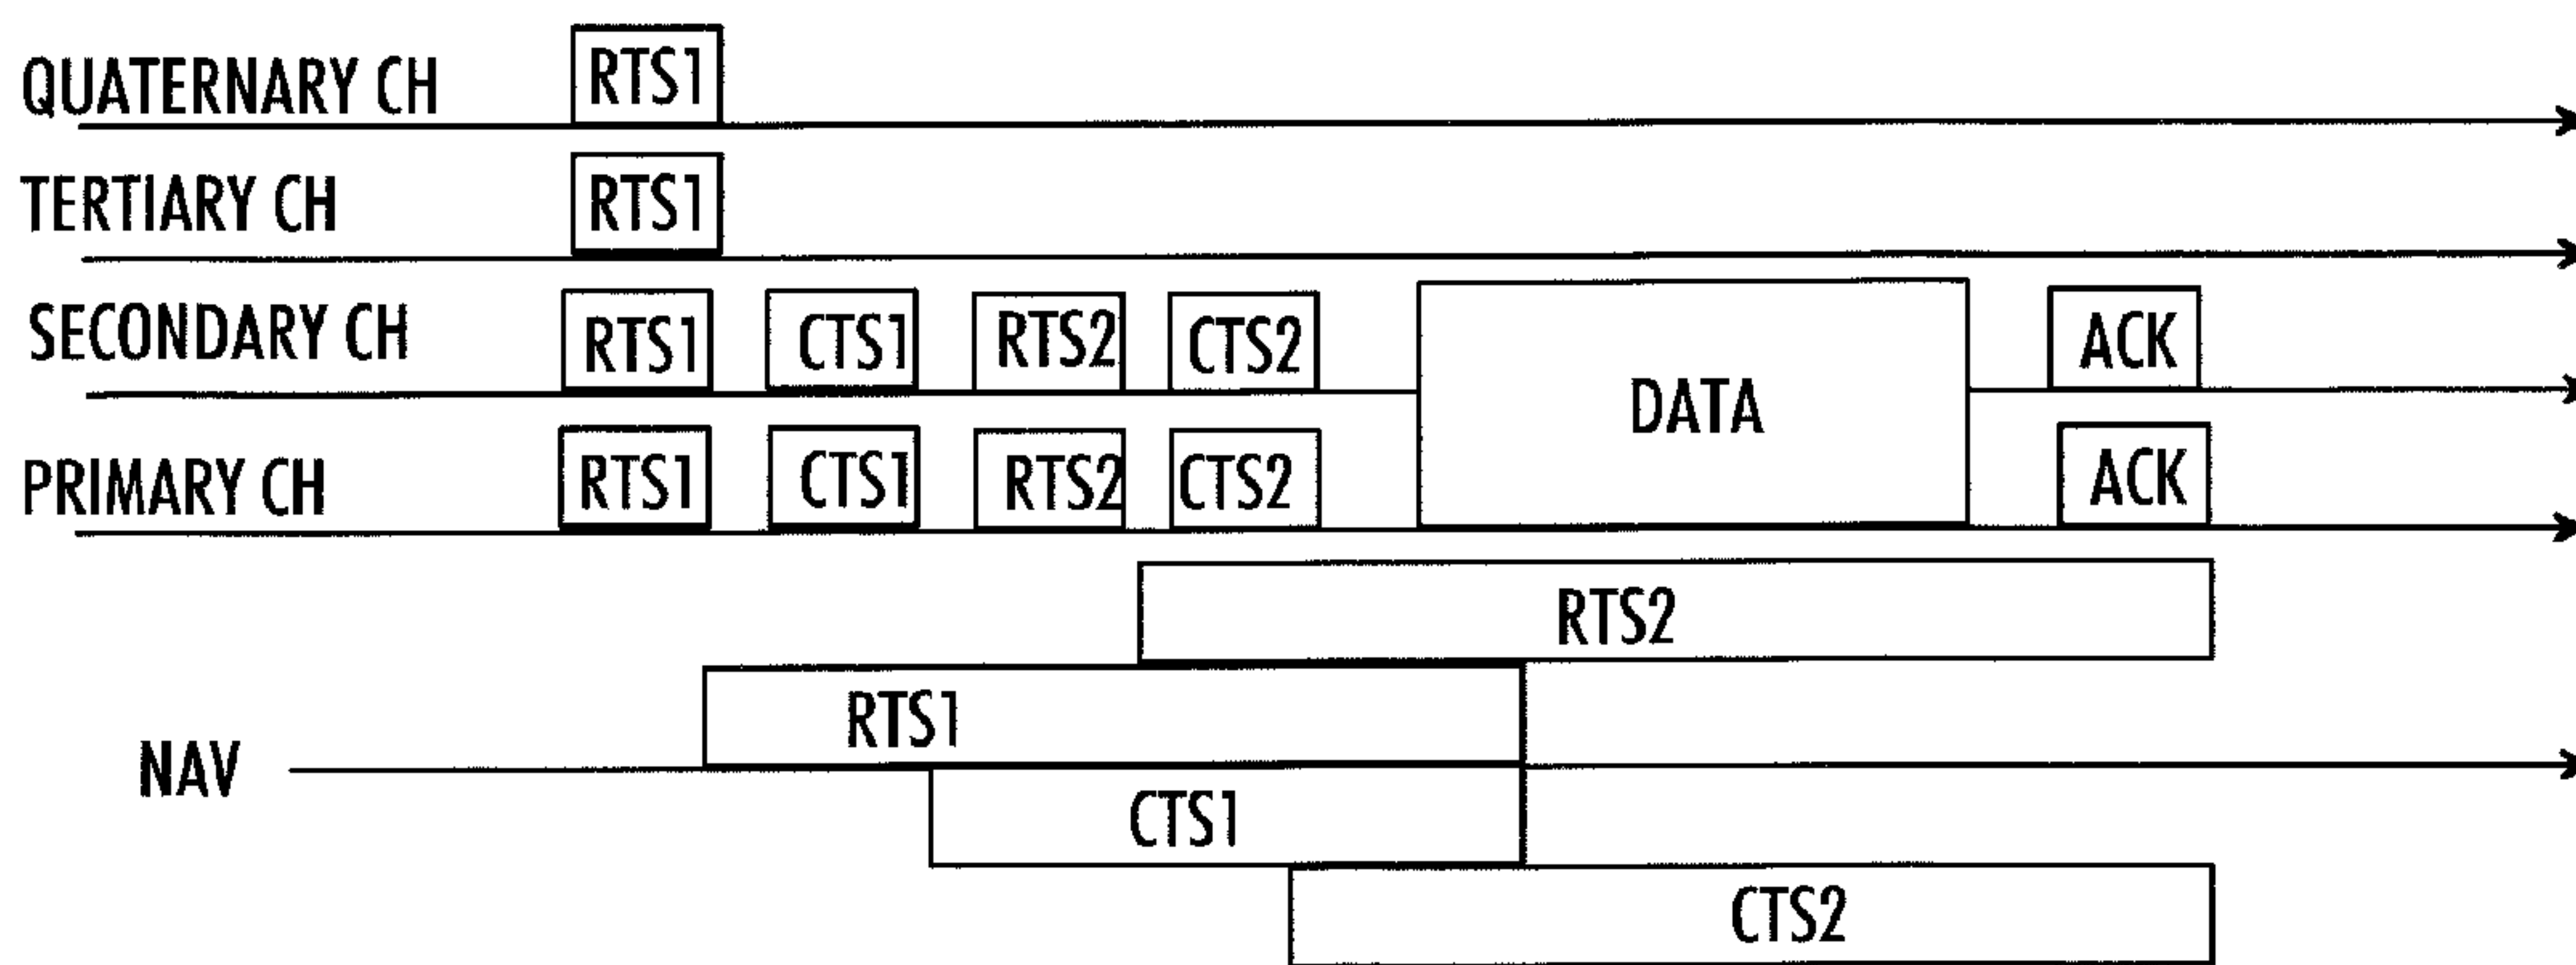 QUATERNARY CH RTS1
TERTIARY CH RTS1
SECONDARY CH RTS1 CTS1 RTS2 CTS2 ACK
DATA
PRIMARY CH RTS1 CTS1 RTS2 CTS2 ACK
RTS2
RTS1
NAV
CTS1
CTS2